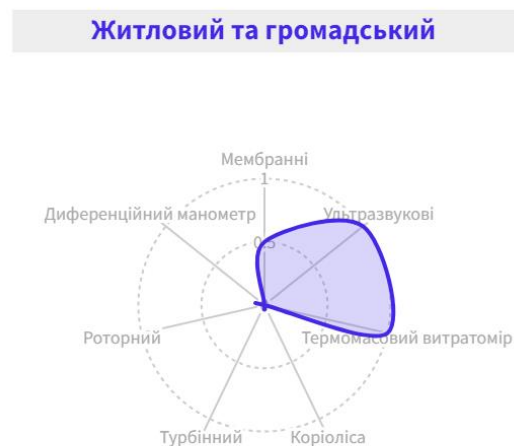 Житловий та громадський
Мембранні
1
Диференційний манометр
Ультразвукові
0.5
Роторний
Термомасовий витратомір
Турбінний
Коріоліса